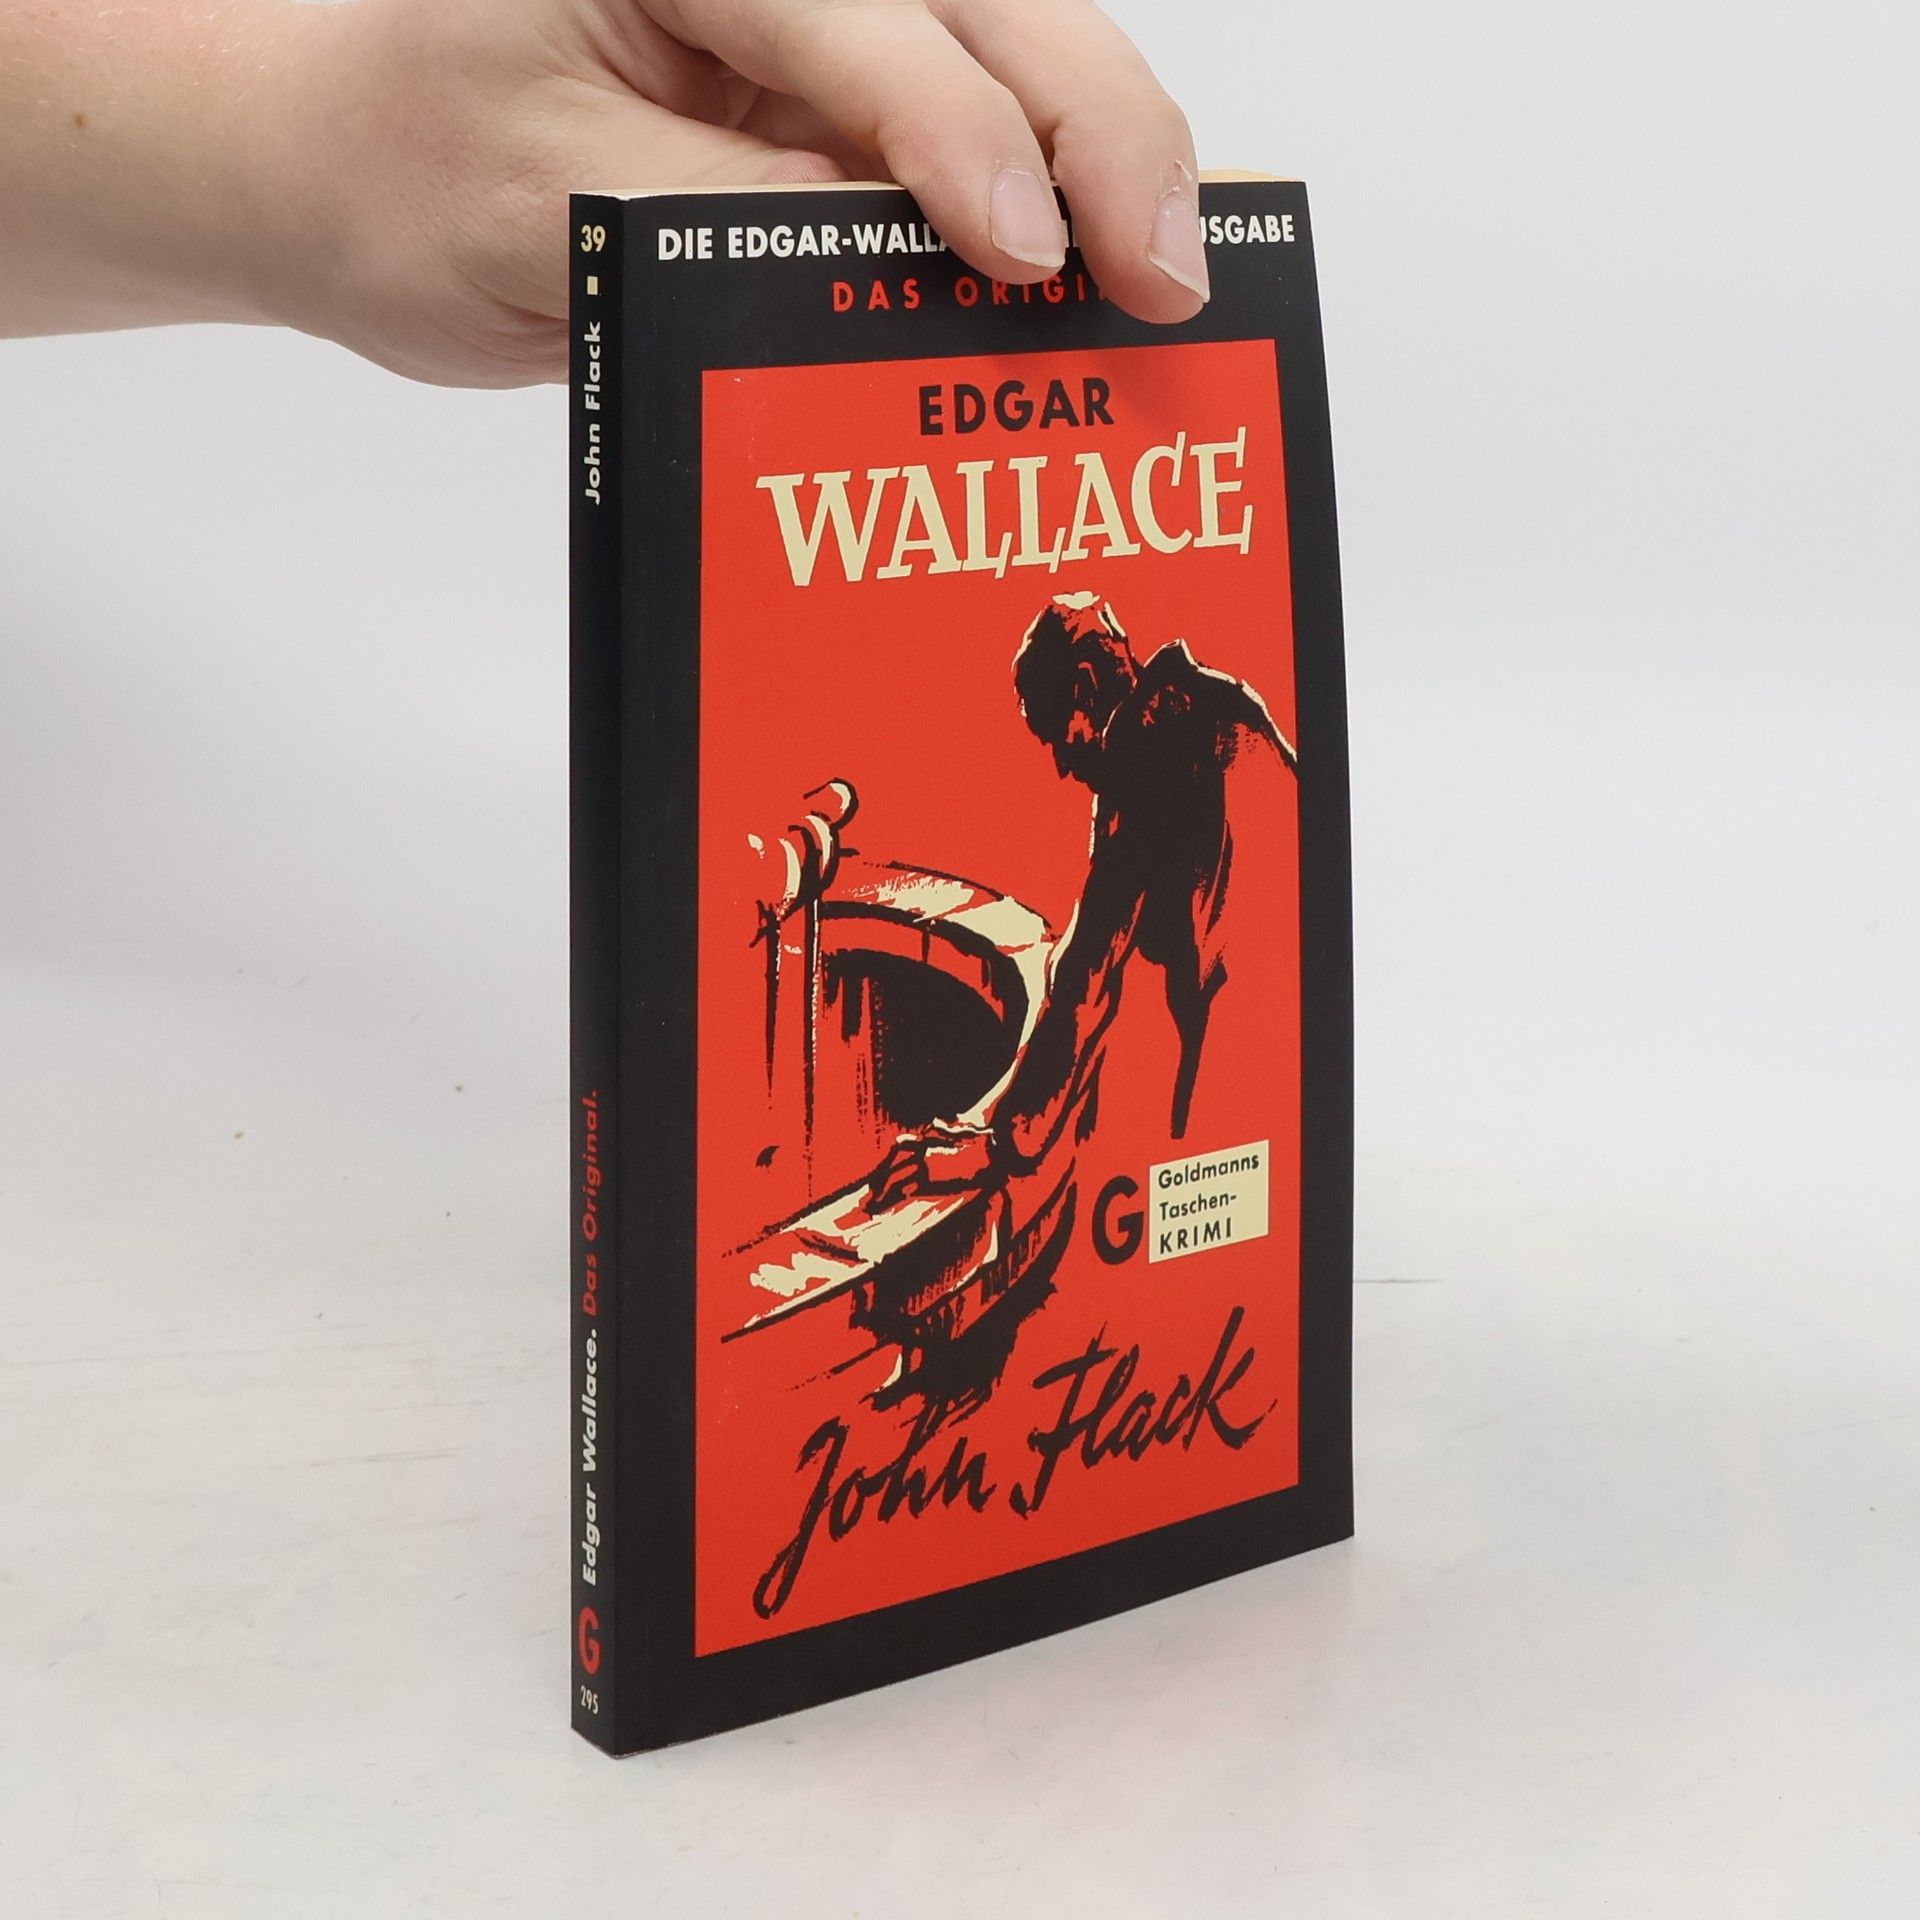 39 ▪ John Flack
Edgar Wallace. Das Original.
G
295
DIE EDGAR-WALLA
USGABE
DAS
EDGAR
WALLACE
G
Goldmanns
Taschen-
KRIMI
John Flack